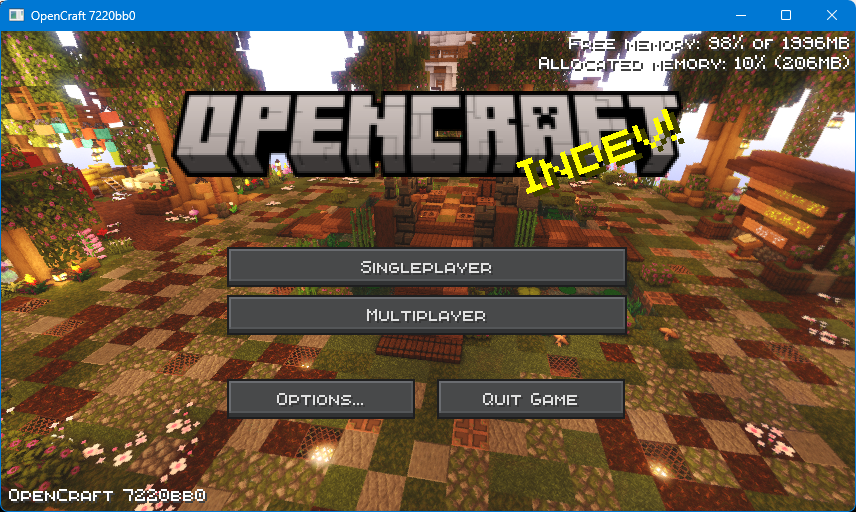 OpenCraft 7220bb0
Free memory: 98% of 1996MB
Allocated memory: 10% (206MB)
OPENCRAFT
Indev!
Singleplayer
Multiplayer
Options...
Quit Game
OpenCraft 7220bb0